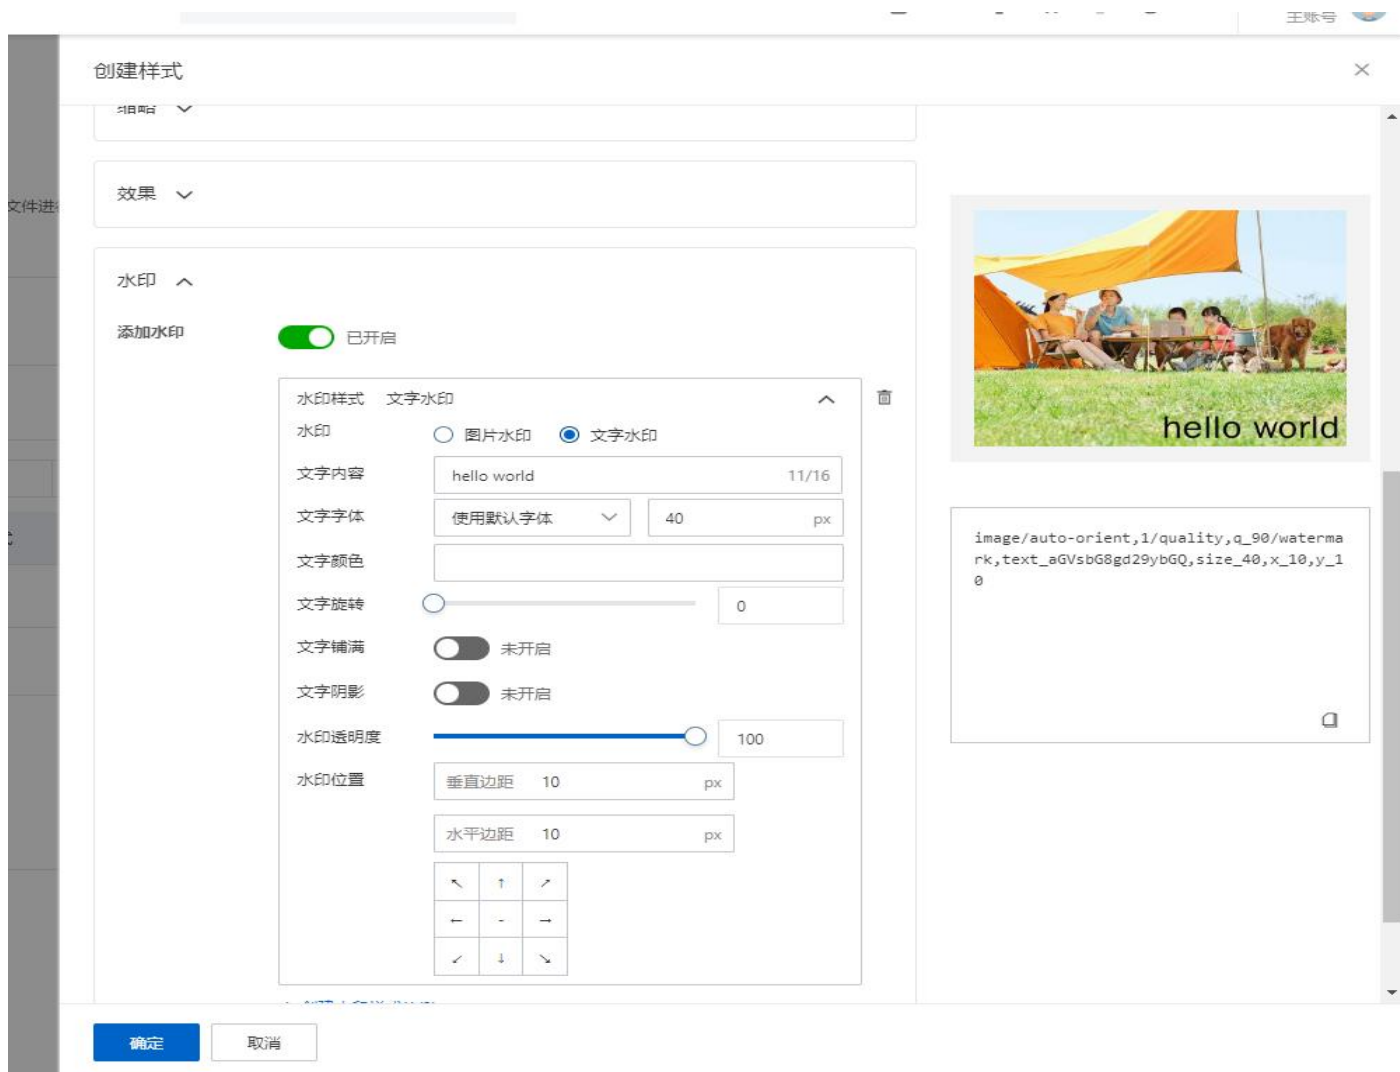 主账号
创建样式
缩略
效果
文件进
水印
添加水印
已开启
水印样式 文字水印
水印
图片水印 文字水印
文字内容
hello world 11/16
文字字体
使用默认字体 40 px
文字颜色
文字旋转
0
文字铺满
未开启
文字阴影
未开启
水印透明度
100
水印位置
垂直边距 10 px
水平边距 10 px
↖ ↑ ↗
← - →
↙ ↓ ↘
确定
取消
hello world
image/auto-orient,1/quality,q_90/waterma
rk,text_aGVsbG8gd29ybGQ,size_40,x_10,y_1
0